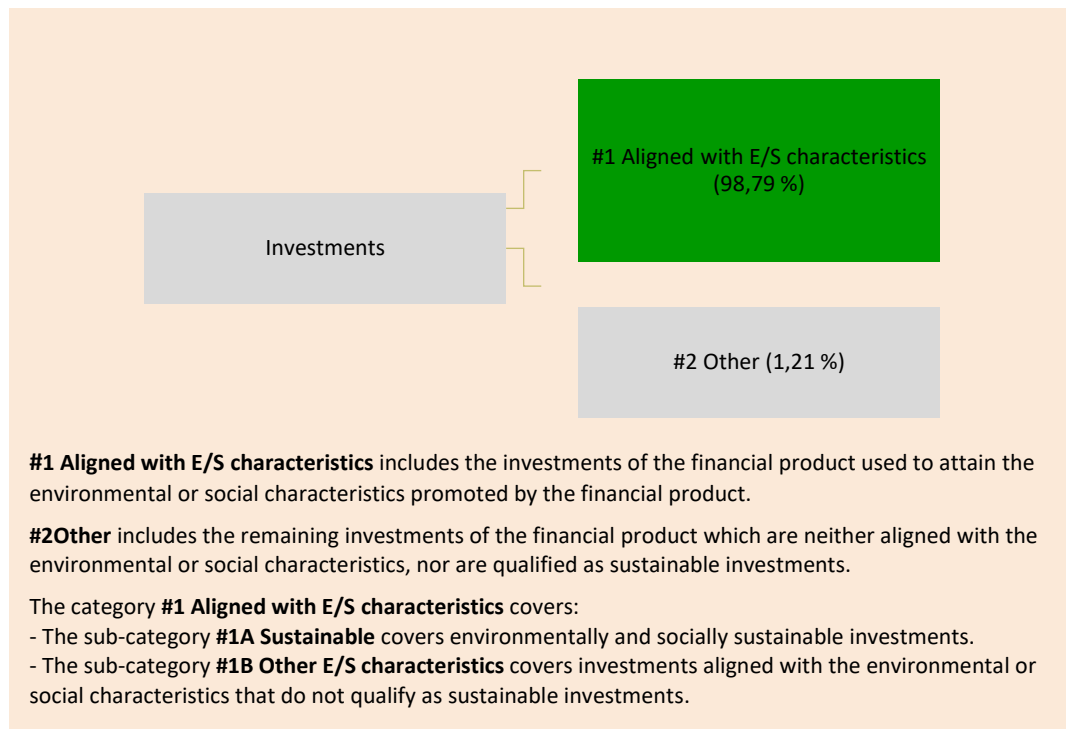 #1 Aligned with E/S characteristics
(98,79 %)
Investments
#2 Other (1,21 %)
#1 Aligned with E/S characteristics includes the investments of the financial product used to attain the
environmental or social characteristics promoted by the financial product.
#2Other includes the remaining investments of the financial product which are neither aligned with the
environmental or social characteristics, nor are qualified as sustainable investments.
The category #1 Aligned with E/S characteristics covers:
- The sub-category #1A Sustainable covers environmentally and socially sustainable investments.
- The sub-category #1B Other E/S characteristics covers investments aligned with the environmental or
social characteristics that do not qualify as sustainable investments.